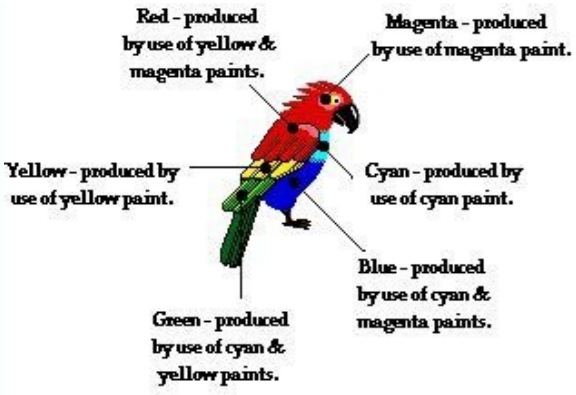 Red - produced
by use of yellow &
magenta paints.
Magenta - produced
by use of magenta paint.
Yellow - produced by
use of yellow paint.
Cyan - produced by
use of cyan paint.
Blue - produced
by use of cyan &
magenta paints.
Green - produced
by use of cyan &
yellow paints.